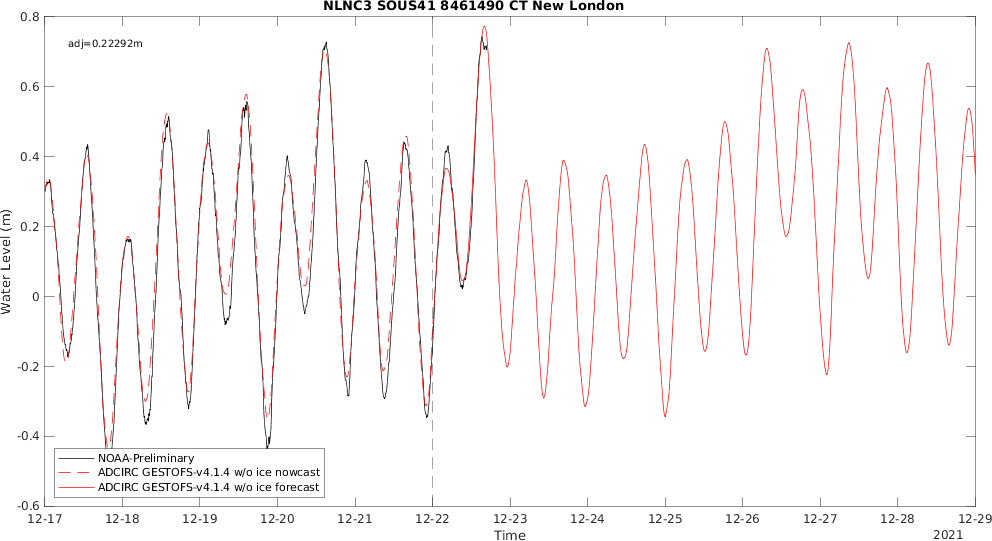 NLNC3 SOUS41 8461490 CT New London
adj=0.22292m
0.8
0.6
0.4
0.2
0
-0.2
-0.4
-0.6
Water Level (m)
NOAA-Preliminary
ADCIRC GESTOFS-v4.1.4 w/o ice nowcast
ADCIRC GESTOFS-v4.1.4 w/o ice forecast
12-17 12-18 12-19 12-20 12-21 12-22 12-23 12-24 12-25 12-26 12-27 12-28 12-29
Time
2021